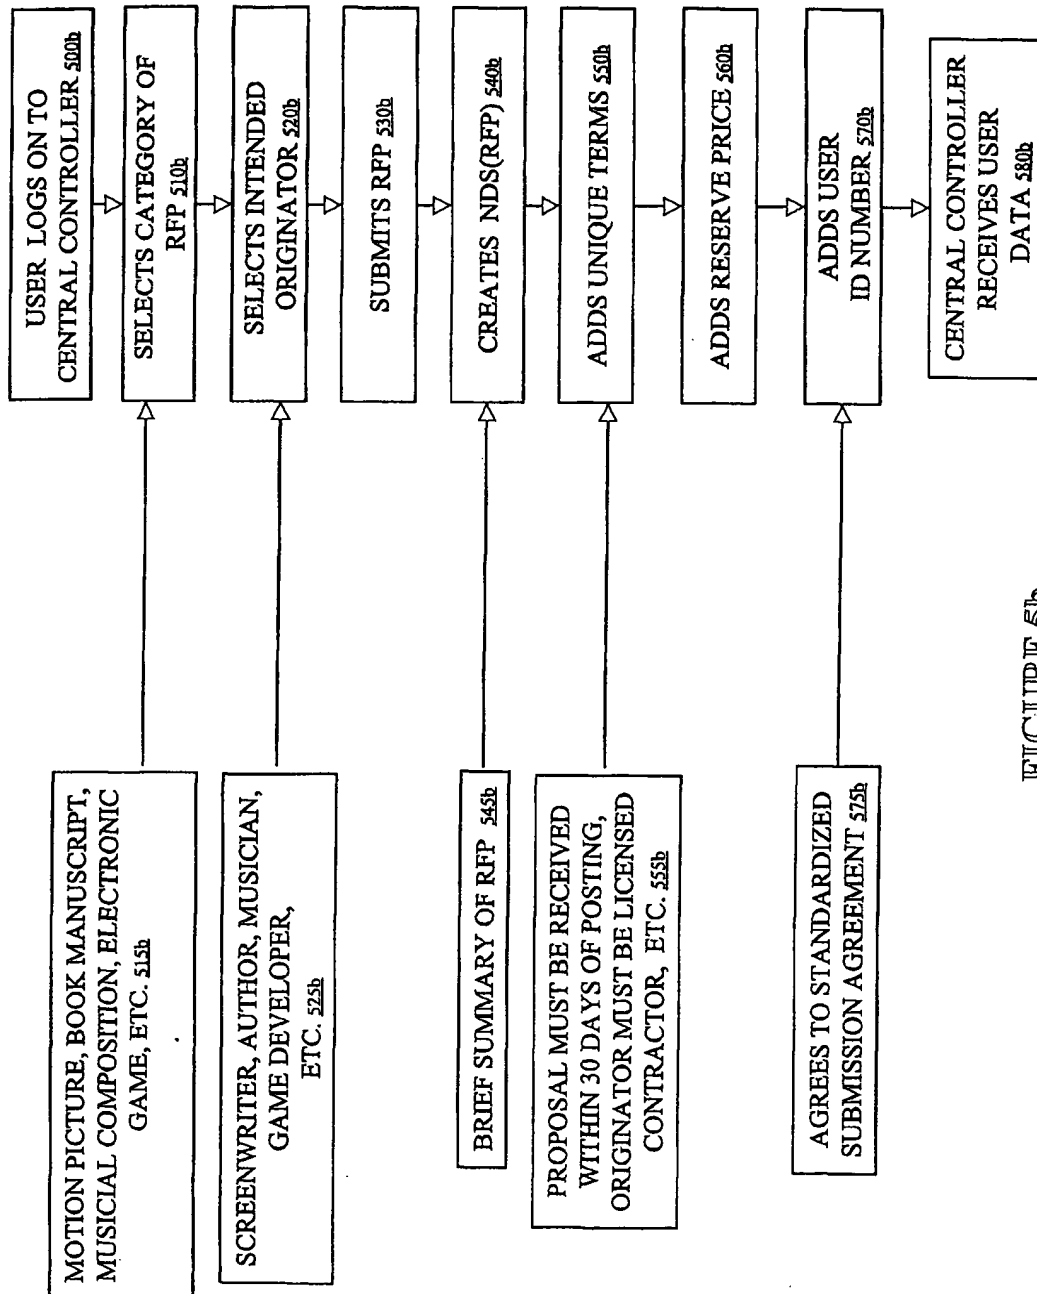 USER LOGS ON TO
CENTRAL CONTROLLER 500b
SELECTS CATEGORY OF
RFP 510b
SELECTS INTENDED
ORIGINATOR 520b
SUBMITS RFP 530b
CREATES NDS(RFP) 540b
ADDS UNIQUE TERMS 550b
ADDS RESERVE PRICE 560b
ADDS USER
ID NUMBER 570b
CENTRAL CONTROLLER
RECEIVES USER
DATA 580b
MOTION PICTURE, BOOK MANUSCRIPT,
MUSICIAL COMPOSITION, ELECTRONIC
GAME, ETC. 515b
SCREENWRITER, AUTHOR, MUSICIAN,
GAME DEVELOPER,
ETC. 525b
BRIEF SUMMARY OF RFP 545b
PROPOSAL MUST BE RECEIVED
WITHIN 30 DAYS OF POSTING,
ORIGINATOR MUST BE LICENSED
CONTRACTOR, ETC. 555b
AGREES TO STANDARDIZED
SUBMISSION AGREEMENT 575b
FIGURE 5b